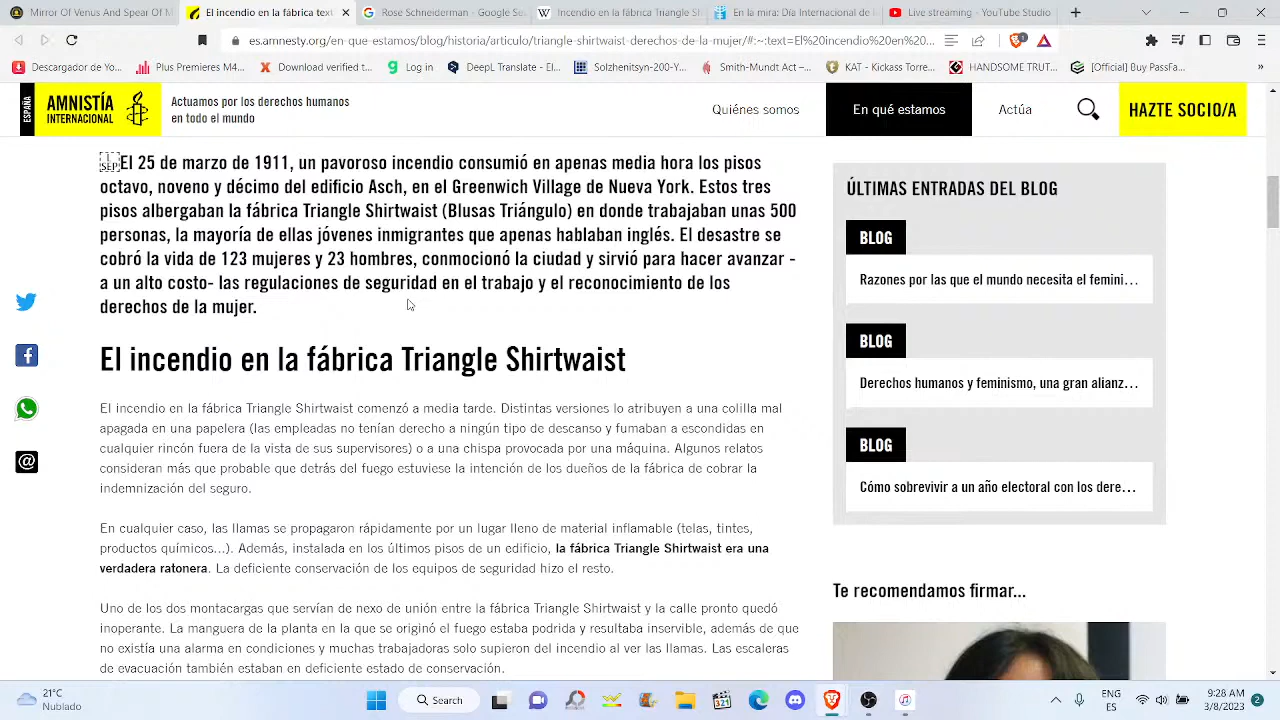 Of Mirror And Spear Of M
El incendio en la fábrica text
Rose Schneidermn - Google Se
Incendio en la fábrica Triangle Sh
En la mira: Día Internacional de l
Live streaming - YouTube Studio
es.amnesty.org/en-que-estamos/blog/historia/articulo/triangle-shirtwaist-derechos-de-la-mujer/#:~:text=El%20incendio%20en%20...
Descargador de Yo...
Plus Premieres M4...
Watermark isn't off...
Log in
DeepL Translate - El...
Solzhenitsyn-200-Y...
Smith-Mundt Act –...
KAT - Kickass Torre...
HANDSOME TRUT...
[Official] Buy PassFa...
ESPAÑA
AMNISTÍA
INTERNACIONAL
Actuamos por los derechos humanos
en todo el mundo
Quiénes somos
En qué estamos
Actúa
HAZTE SOCIO/A
SEP
El 25 de marzo de 1911, un pavoroso incendio consumió en apenas media hora los pisos
octavo, noveno y décimo del edificio Asch, en el Greenwich Village de Nueva York. Estos tres
pisos albergaban la fábrica Triangle Shirtwaist (Blusas Triángulo) en donde trabajaban unas 500
personas, la mayoría de ellas jóvenes inmigrantes que apenas hablaban inglés. El desastre se
cobró la vida de 123 mujeres y 23 hombres, conmocionó la ciudad y sirvió para hacer avanzar -
a un alto costo- las regulaciones de seguridad en el trabajo y el reconocimiento de los
derechos de la mujer.
El incendio en la fábrica Triangle Shirtwaist
El incendio en la fábrica Triangle Shirtwaist comenzó a media tarde. Distintas versiones lo atribuyen a una colilla mal
apagada en una papelera (las empleadas no tenían derecho a ningún tipo de descanso y fumaban a escondidas en
cualquier rincón fuera de la vista de sus supervisores) o a una chispa provocada por una máquina. Algunos relatos
consideran más que probable que detrás del fuego estuviese la intención de los dueños de la fábrica de cobrar la
indemnización del seguro.
En cualquier caso, las llamas se propagaron rápidamente por un lugar lleno de material inflamable (telas, tintes,
productos químicos...). Además, instalada en los últimos pisos de un edificio, la fábrica Triangle Shirtwaist era una
verdadera ratonera. La deficiente conservación de los equipos de seguridad hizo el resto.
Uno de los dos montacargas que servían de nexo de unión entre la fábrica Triangle Shirtwaist y la calle pronto quedó
inoperante. La manguera de la planta en la que se originó el fuego estaba podrida y resultaba inservible, además de que
no existía una alarma en condiciones y muchas trabajadoras solo supieron del incendio al ver las llamas. Las escaleras
de evacuación también estaban en deficiente estado de conservación.
ÚLTIMAS ENTRADAS DEL BLOG
BLOG
Razones por las que el mundo necesita el femini...
BLOG
Derechos humanos y feminismo, una gran alianz...
BLOG
Cómo sobrevivir a un año electoral con los dere...
Te recomendamos firmar...
21°C
Nublado
Search
321
ENG
ES
9:28 AM
3/8/2023
2